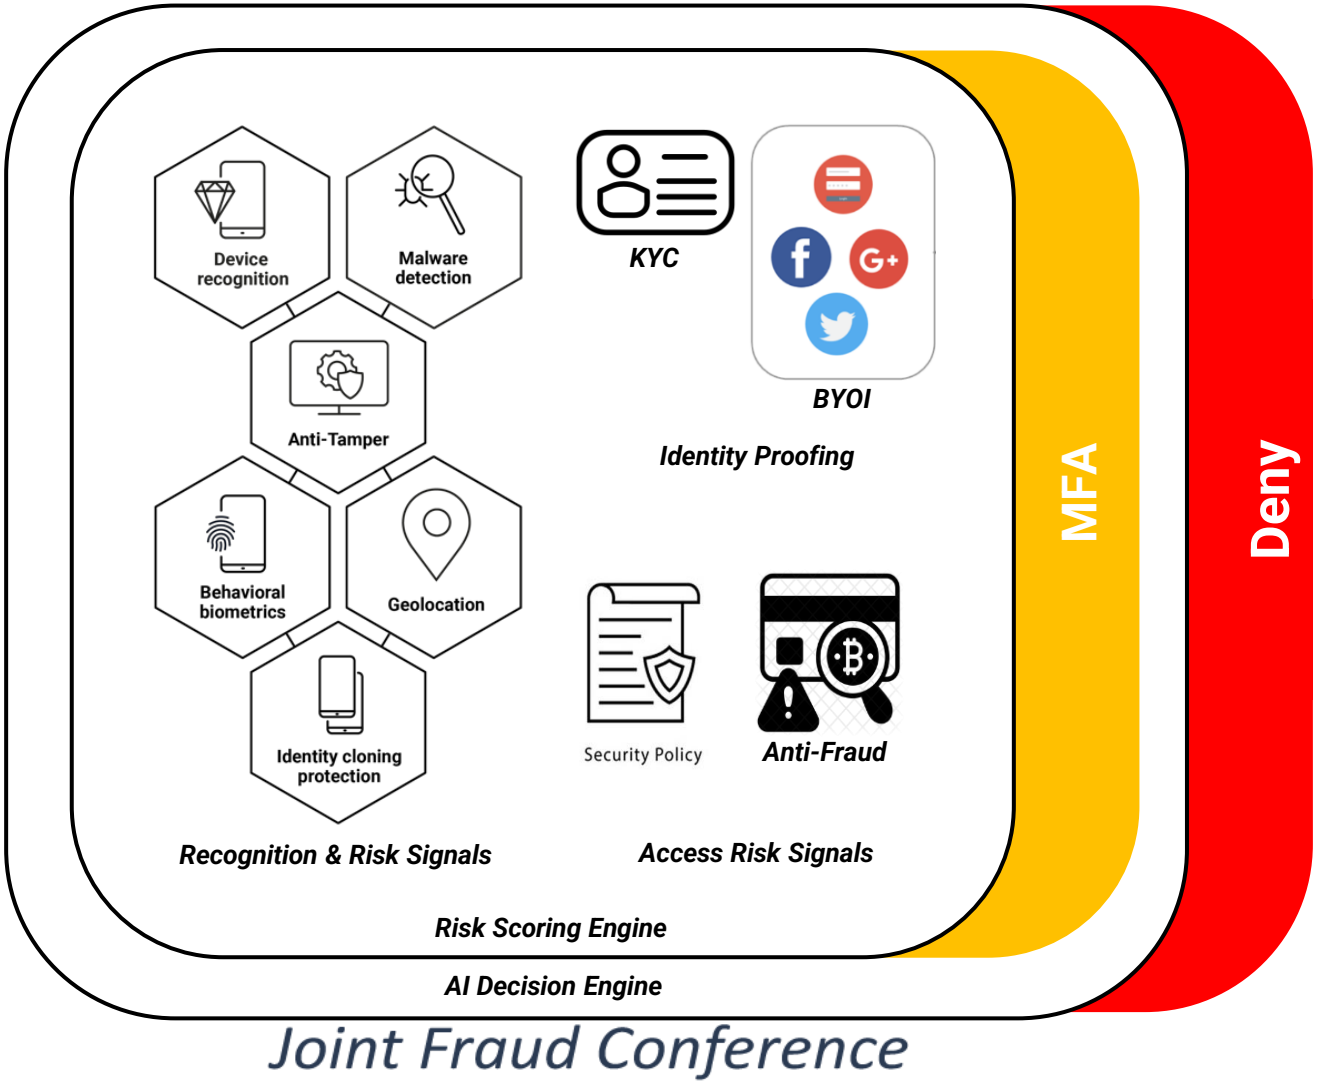 Device
recognition
Malware
detection
Anti-Tamper
Behavioral
biometrics
Geolocation
Identity cloning
protection
Recognition & Risk Signals
KYC
f
G+
BYOI
Identity Proofing
Security Policy
Anti-Fraud
Access Risk Signals
Risk Scoring Engine
AI Decision Engine
MFA
Deny
Joint Fraud Conference